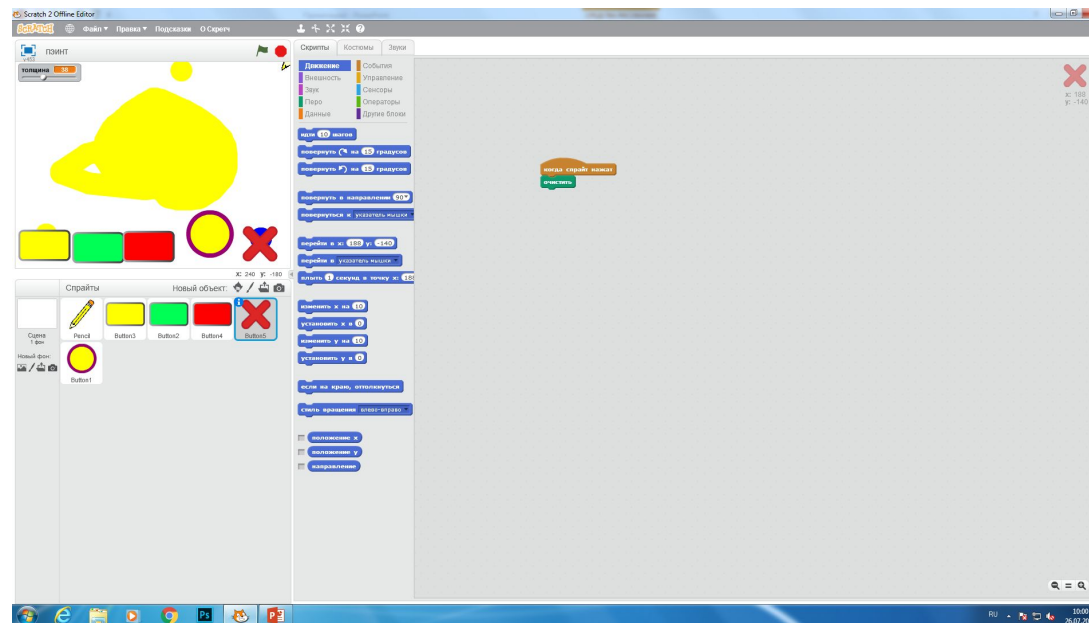 Scratch 2 Offline Editor
SCRATCH Файл Правка Подсказки О Скретч
пэинт
v453
толщина
x: 240 y: -180
Спрайты Новый объект:
Сцена
1 фон
Новый фон:
Pencil Button3 Button2 Button4 Button5
Button1
Скрипты Костюмы Звуки
Движение События
Внешность Управление
Звук Сенсоры
Перо Операторы
Данные Другие блоки
идти 10 шагов
повернуть на 15 градусов
повернуть на 15 градусов
повернуть в направлении 90
повернуться к указатель мышки
перейти в x: 188 y: -140
перейти в указатель мышки
плыть 1 секунд в точку x: 188
изменить х на 10
установить х в 0
изменить у на 10
установить у в 0
если на краю, оттолкнуться
стиль вращения влево-вправо
положение x
положение y
направление
когда спрайт нажат
очистить
x: 188
y: -140
Ps
RU
10:00